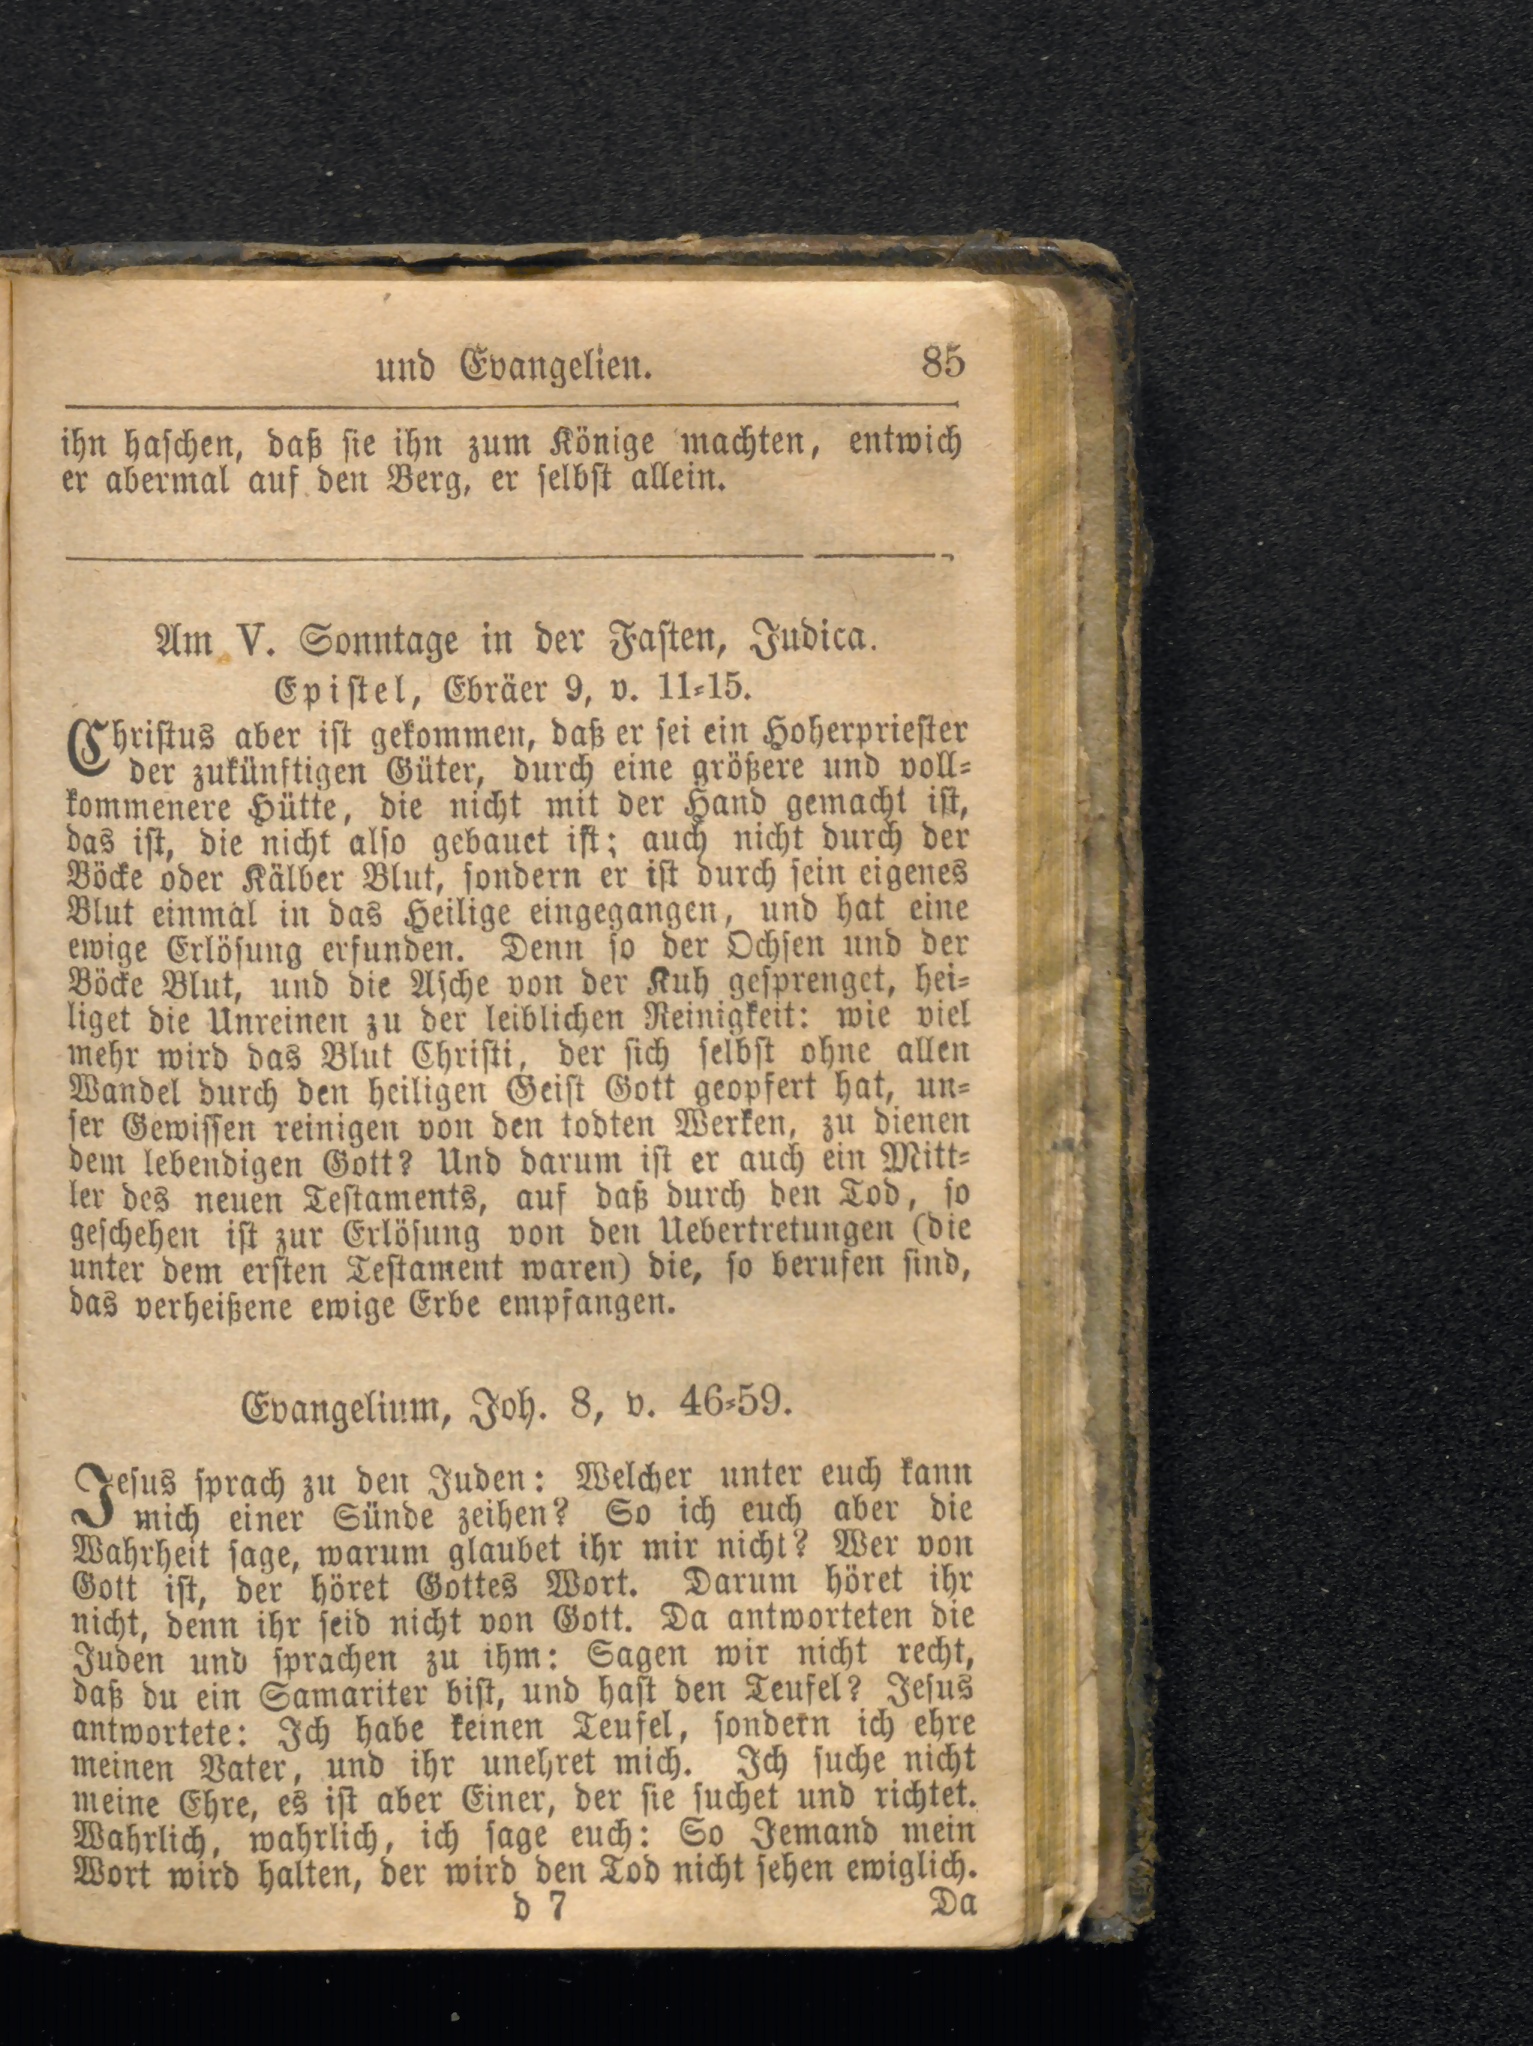 und Evangelien. 85
ihn haschen, daß sie ihn zum Könige machten, entwich
er abermal auf den Berg, er selbst allein.
Am V. Sonntage in der Fasten, Judica.
Epistel, Ebräer 9, v. 11-15.
Christus aber ist gekommen, daß er sei ein Hoherpriester
der zukünftigen Güter, durch eine größere und voll-
kommenere Hütte, die nicht mit der Hand gemacht ist,
das ist, die nicht also gebauet ist; auch nicht durch der
Böcke oder Kälber Blut, sondern er ist durch sein eigenes
Blut einmal in das Heilige eingegangen, und hat eine
ewige Erlösung erfunden. Denn so der Ochsen und der
Böcke Blut, und die Asche von der Kuh gesprenget, hei-
liget die Unreinen zu der leiblichen Reinigkeit: wie viel
mehr wird das Blut Christi, der sich selbst ohne allen
Wandel durch den heiligen Geist Gott geopfert hat, un-
ser Gewissen reinigen von den todten Werken, zu dienen
dem lebendigen Gott? Und darum ist er auch ein Mitt-
ler des neuen Testaments, auf daß durch den Tod, so
geschehen ist zur Erlösung von den Uebertretungen (die
unter dem ersten Testament waren) die, so berufen sind,
das verheißene ewige Erbe empfangen.
Evangelium, Joh. 8, v. 46-59.
Jesus sprach zu den Juden: Welcher unter euch kann
mich einer Sünde zeihen? So ich euch aber die
Wahrheit sage, warum glaubet ihr mir nicht? Wer von
Gott ist, der höret Gottes Wort. Darum höret ihr
nicht, denn ihr seid nicht von Gott. Da antworteten die
Juden und sprachen zu ihm: Sagen wir nicht recht,
daß du ein Samariter bist, und hast den Teufel? Jesus
antwortete: Ich habe keinen Teufel, sondern ich ehre
meinen Vater, und ihr unehret mich. Ich suche nicht
meine Ehre, es ist aber Einer, der sie suchet und richtet.
Wahrlich, wahrlich, ich sage euch: So Jemand mein
Wort wird halten, der wird den Tod nicht sehen ewiglich.
d 7 Da